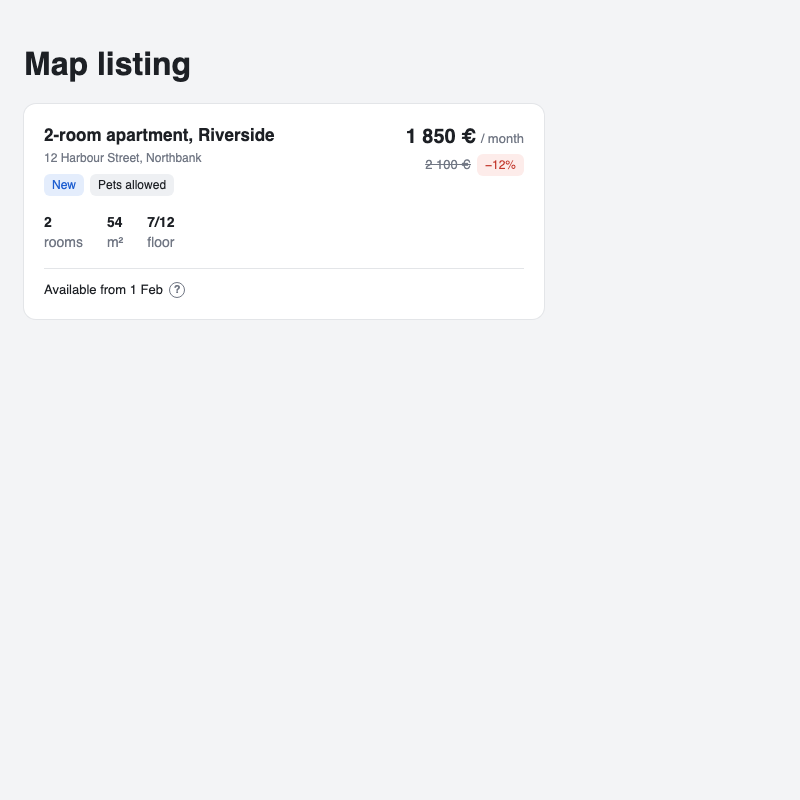 Map listing
2-room apartment, Riverside
12 Harbour Street, Northbank
New Pets allowed
1 850 € / month
2 100 € −12%
2 54 7/12
rooms m² floor
Available from 1 Feb ?